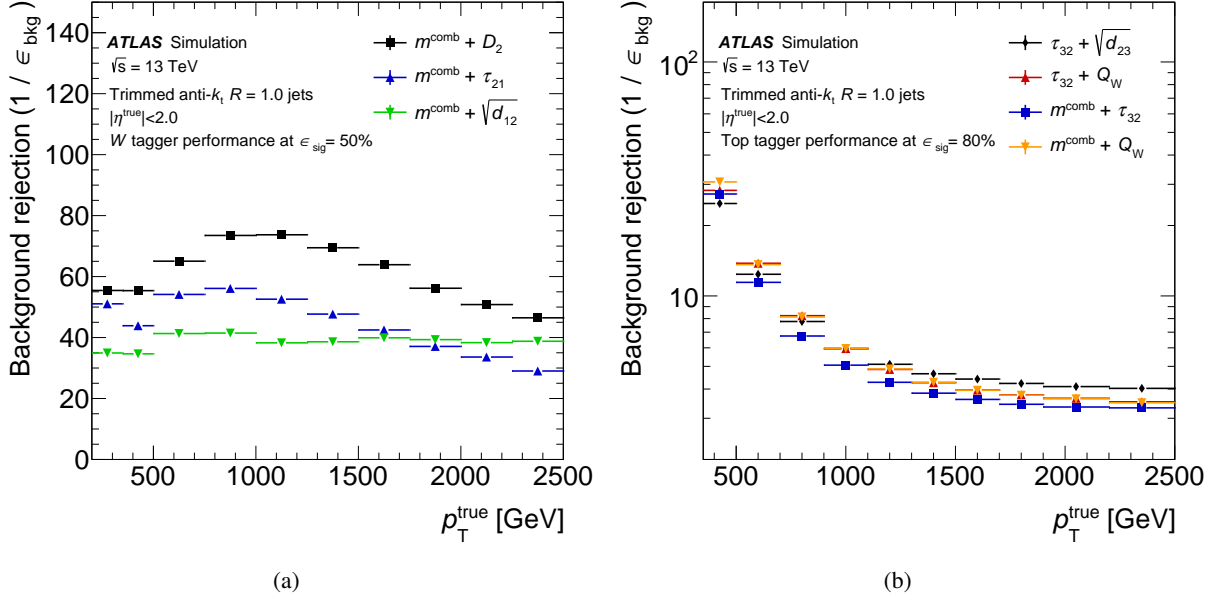 Background rejection (1 / ϵ_bkg)
140
120
100
80
60
40
20
0
ATLAS Simulation
√s = 13 TeV
Trimmed anti-k_t R = 1.0 jets
|η^true|<2.0
W tagger performance at ϵ_sig = 50%
m^comb + D_2
m^comb + τ_21
m^comb + √d_12
500 1000 1500 2000 2500
p_T^true [GeV]
(a)
Background rejection (1 / ϵ_bkg)
10^2
10
ATLAS Simulation
√s = 13 TeV
Trimmed anti-k_t R = 1.0 jets
|η^true|<2.0
Top tagger performance at ϵ_sig = 80%
τ_32 + √d_23
τ_32 + Q_W
m^comb + τ_32
m^comb + Q_W
500 1000 1500 2000 2500
p_T^true [GeV]
(b)